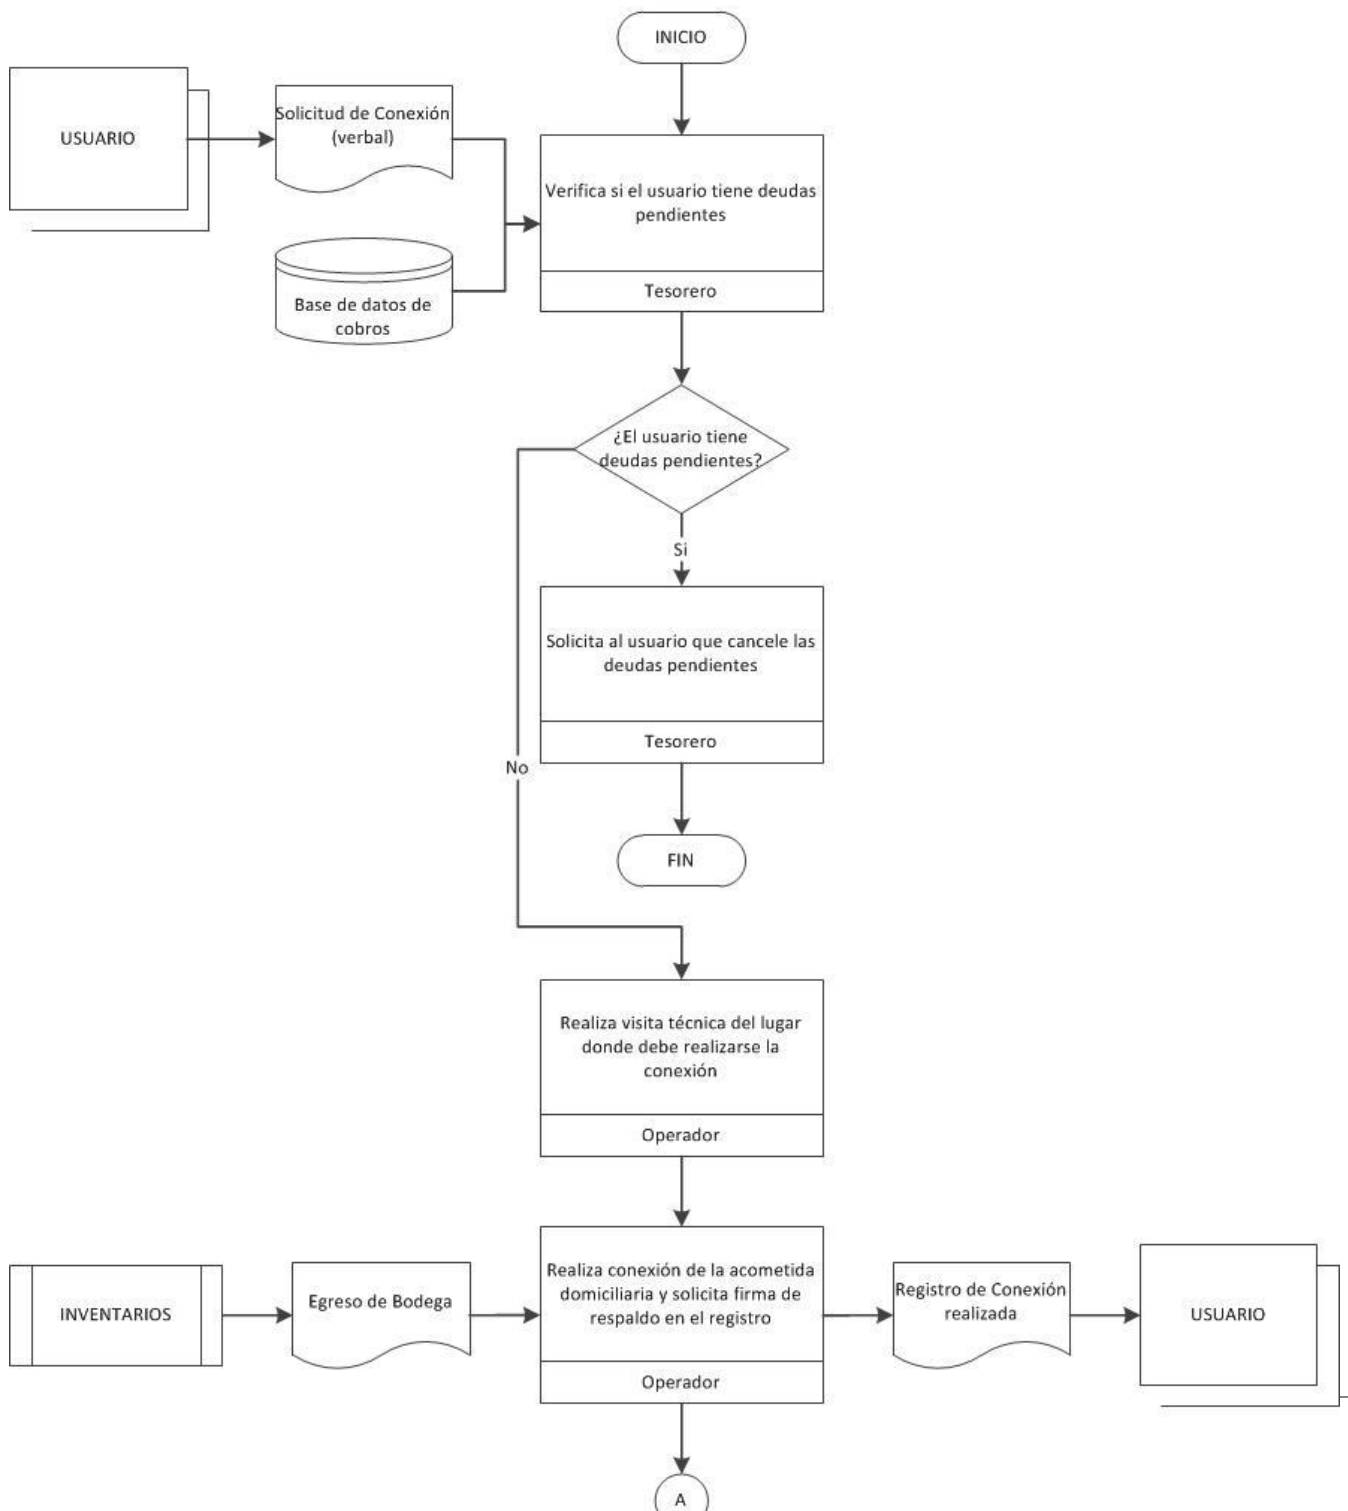 INICIO
USUARIO
Solicitud de Conexión
(verbal)
Verifica si el usuario tiene deudas
pendientes
Tesorero
Base de datos de
cobros
¿El usuario tiene
deudas pendientes?
Si
Solicita al usuario que cancele las
deudas pendientes
Tesorero
No
FIN
Realiza visita técnica del lugar
donde debe realizarse la
conexión
Operador
INVENTARIOS
Egreso de Bodega
Realiza conexión de la acometida
domiciliaria y solicita firma de
respaldo en el registro
Operador
Registro de Conexión
realizada
USUARIO
A